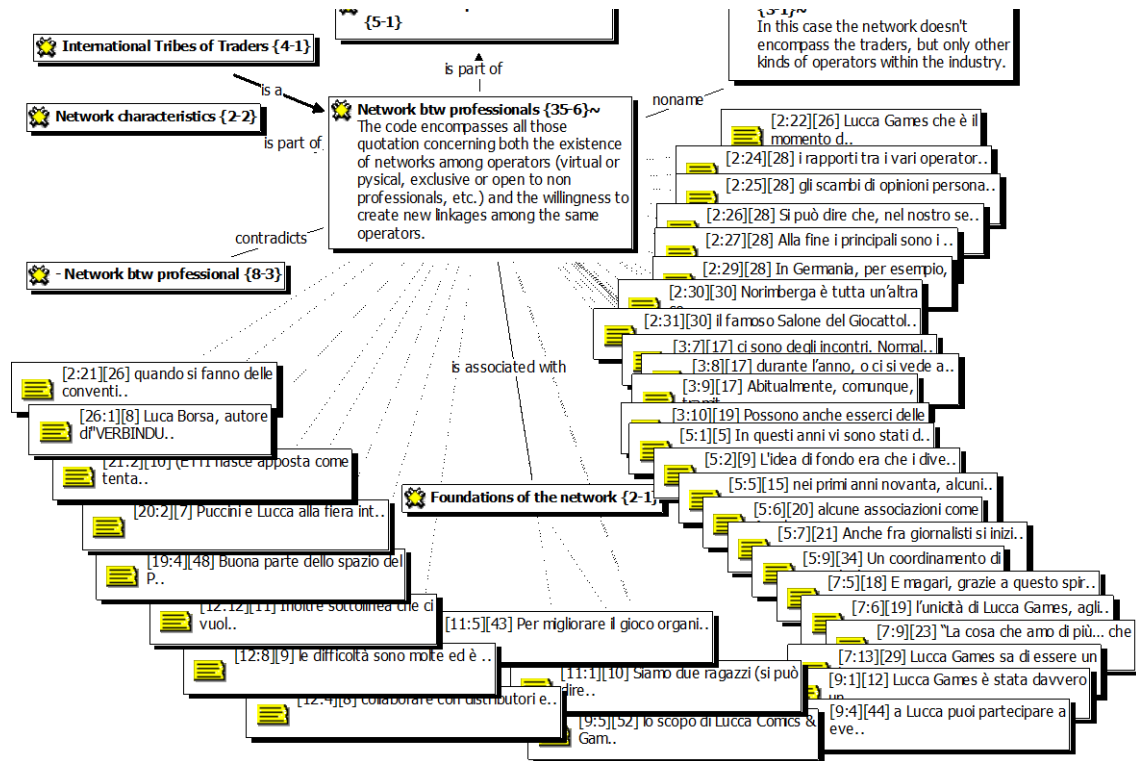 {5-1}
{3-1}~
In this case the network doesn't
encompass the traders, but only other
kinds of operators within the industry.
International Tribes of Traders {4-1}
is part of
is a
noname
Network characteristics {2-2}
is part of
Network btw professionals {35-6}~
The code encompasses all those
quotation concerning both the existence
of networks among operators (virtual or
pysical, exclusive or open to non
professionals, etc.) and the willingness to
create new linkages among the same
operators.
contradicts
- Network btw professional {8-3}
is associated with
Foundations of the network {2-1}
[2:21][26] quando si fanno delle
conventi..
[26:1][8] Luca Borsa, autore
di"VERBINDU..
[21:2][10] (ETI1 nasce apposta come
tenta..
[20:2][7] Puccini e Lucca alla fiera int..
[19:4][48] Buona parte dello spazio del
P..
[12:12][11] Inoltre sottolinea che ci
vuol..
[12:8][9] le difficoltà sono molte ed è ..
[12:4][8] collaborare con distributori e..
[11:5][43] Per migliorare il gioco organi..
[11:1][10] Siamo due ragazzi (si può
dire..
[9:5][52] lo scopo di Lucca Comics &
Gam..
[2:22][26] Lucca Games che è il
momento d..
[2:24][28] i rapporti tra i vari operator..
[2:25][28] gli scambi di opinioni persona..
[2:26][28] Si può dire che, nel nostro se..
[2:27][28] Alla fine i principali sono i ..
[2:29][28] In Germania, per esempio,
[2:30][30] Norimberga è tutta un'altra
[2:31][30] il famoso Salone del Giocattol..
[3:7][17] ci sono degli incontri. Normal..
[3:8][17] durante l'anno, o ci si vede a..
[3:9][17] Abitualmente, comunque,
[3:10][19] Possono anche esserci delle
[5:1][5] In questi anni vi sono stati d..
[5:2][9] L'idea di fondo era che i dive..
[5:5][15] nei primi anni novanta, alcuni..
[5:6][20] alcune associazioni come
[5:7][21] Anche fra giornalisti si inizi..
[5:9][34] Un coordinamento di
[7:5][18] E magari, grazie a questo spir..
[7:6][19] l'unicità di Lucca Games, agli..
[7:9][23] "La cosa che amo di più... che
[7:13][29] Lucca Games sa di essere un
[9:1][12] Lucca Games è stata davvero
un..
[9:4][44] a Lucca puoi partecipare a
eve..